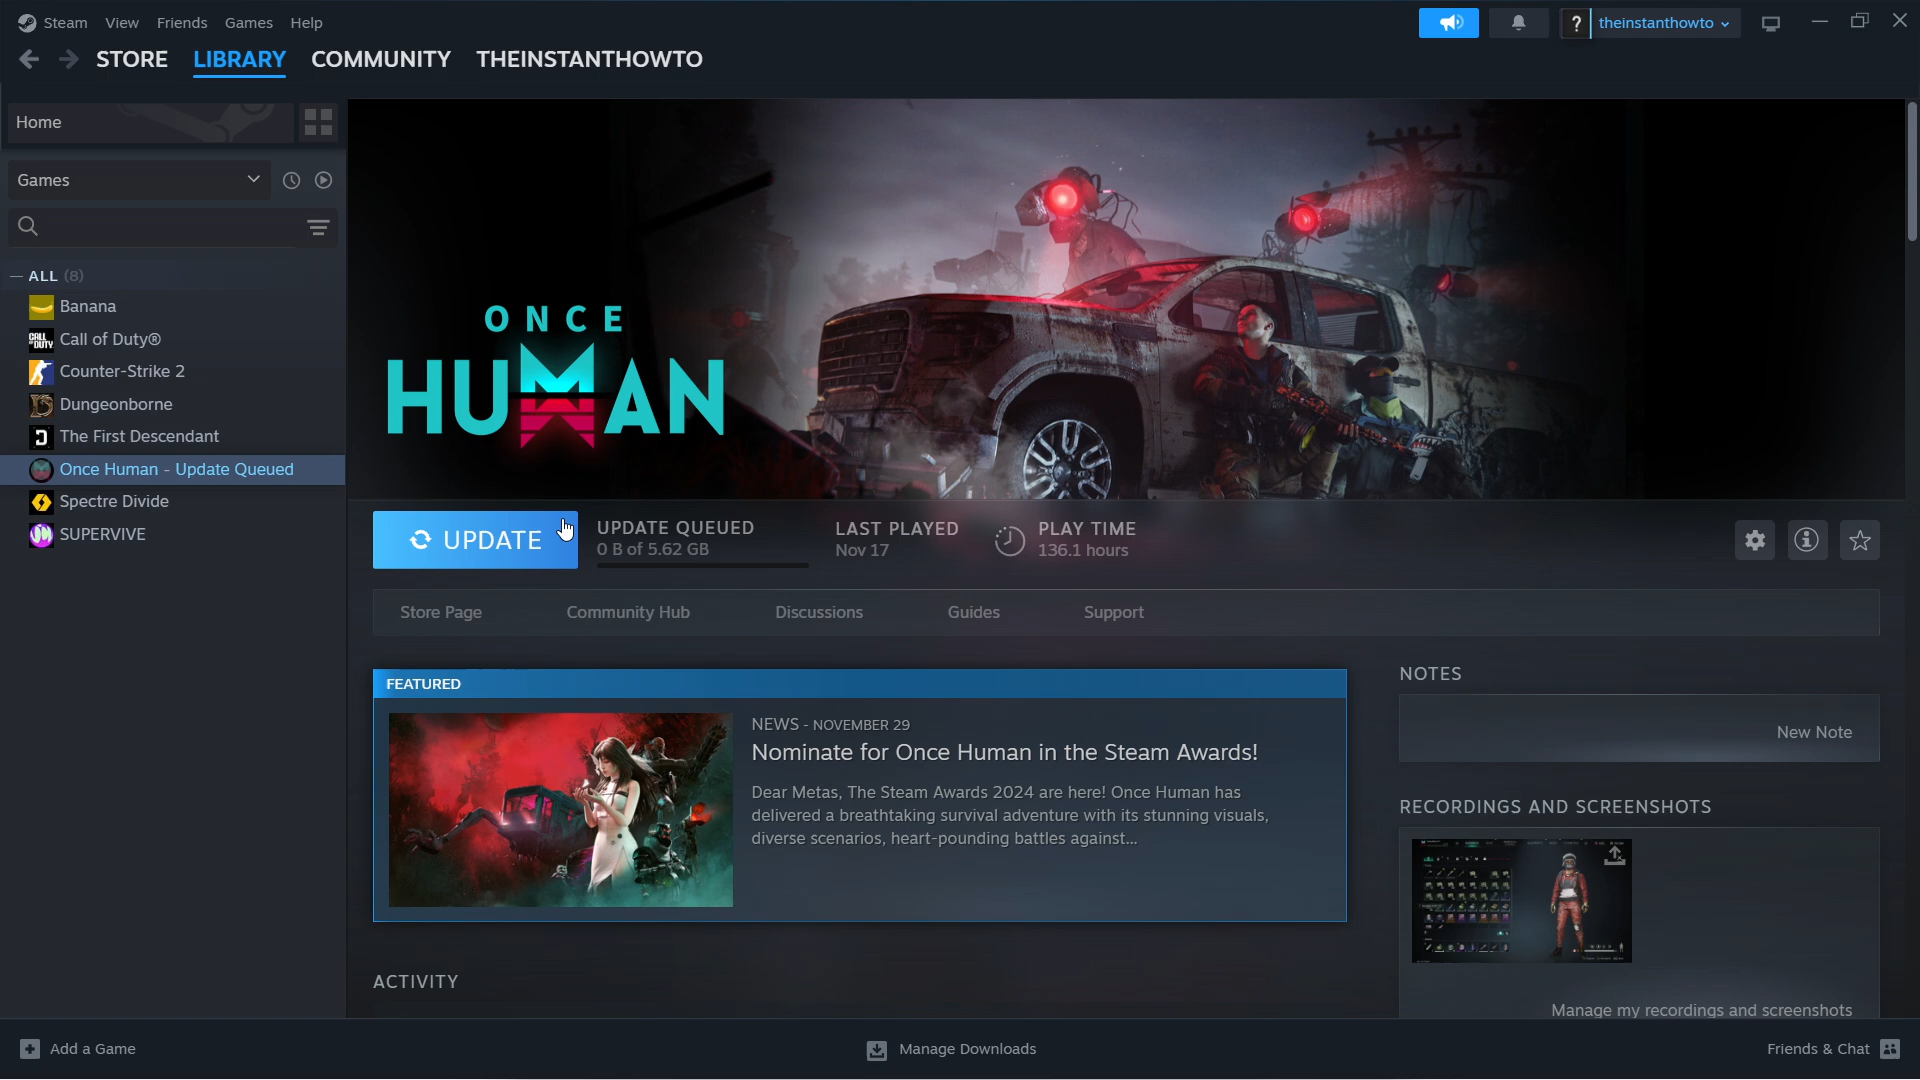 Steam View Friends Games Help
? theinstanthowto
STORE LIBRARY COMMUNITY THEINSTANTHOWTO
Home
Games
— ALL (8)
Banana
CALL OF DUTY
Call of Duty®
Counter-Strike 2
Dungeonborne
The First Descendant
Once Human - Update Queued
Spectre Divide
SUPERVIVE
ONCE
HUMAN
UPDATE
UPDATE QUEUED
0 B of 5.62 GB
LAST PLAYED
Nov 17
PLAY TIME
136.1 hours
Store Page Community Hub Discussions Guides Support
FEATURED
NEWS - NOVEMBER 29
Nominate for Once Human in the Steam Awards!
Dear Metas, The Steam Awards 2024 are here! Once Human has
delivered a breathtaking survival adventure with its stunning visuals,
diverse scenarios, heart-pounding battles against...
NOTES
New Note
RECORDINGS AND SCREENSHOTS
Manage my recordings and screenshots
ACTIVITY
Add a Game
Manage Downloads
Friends & Chat